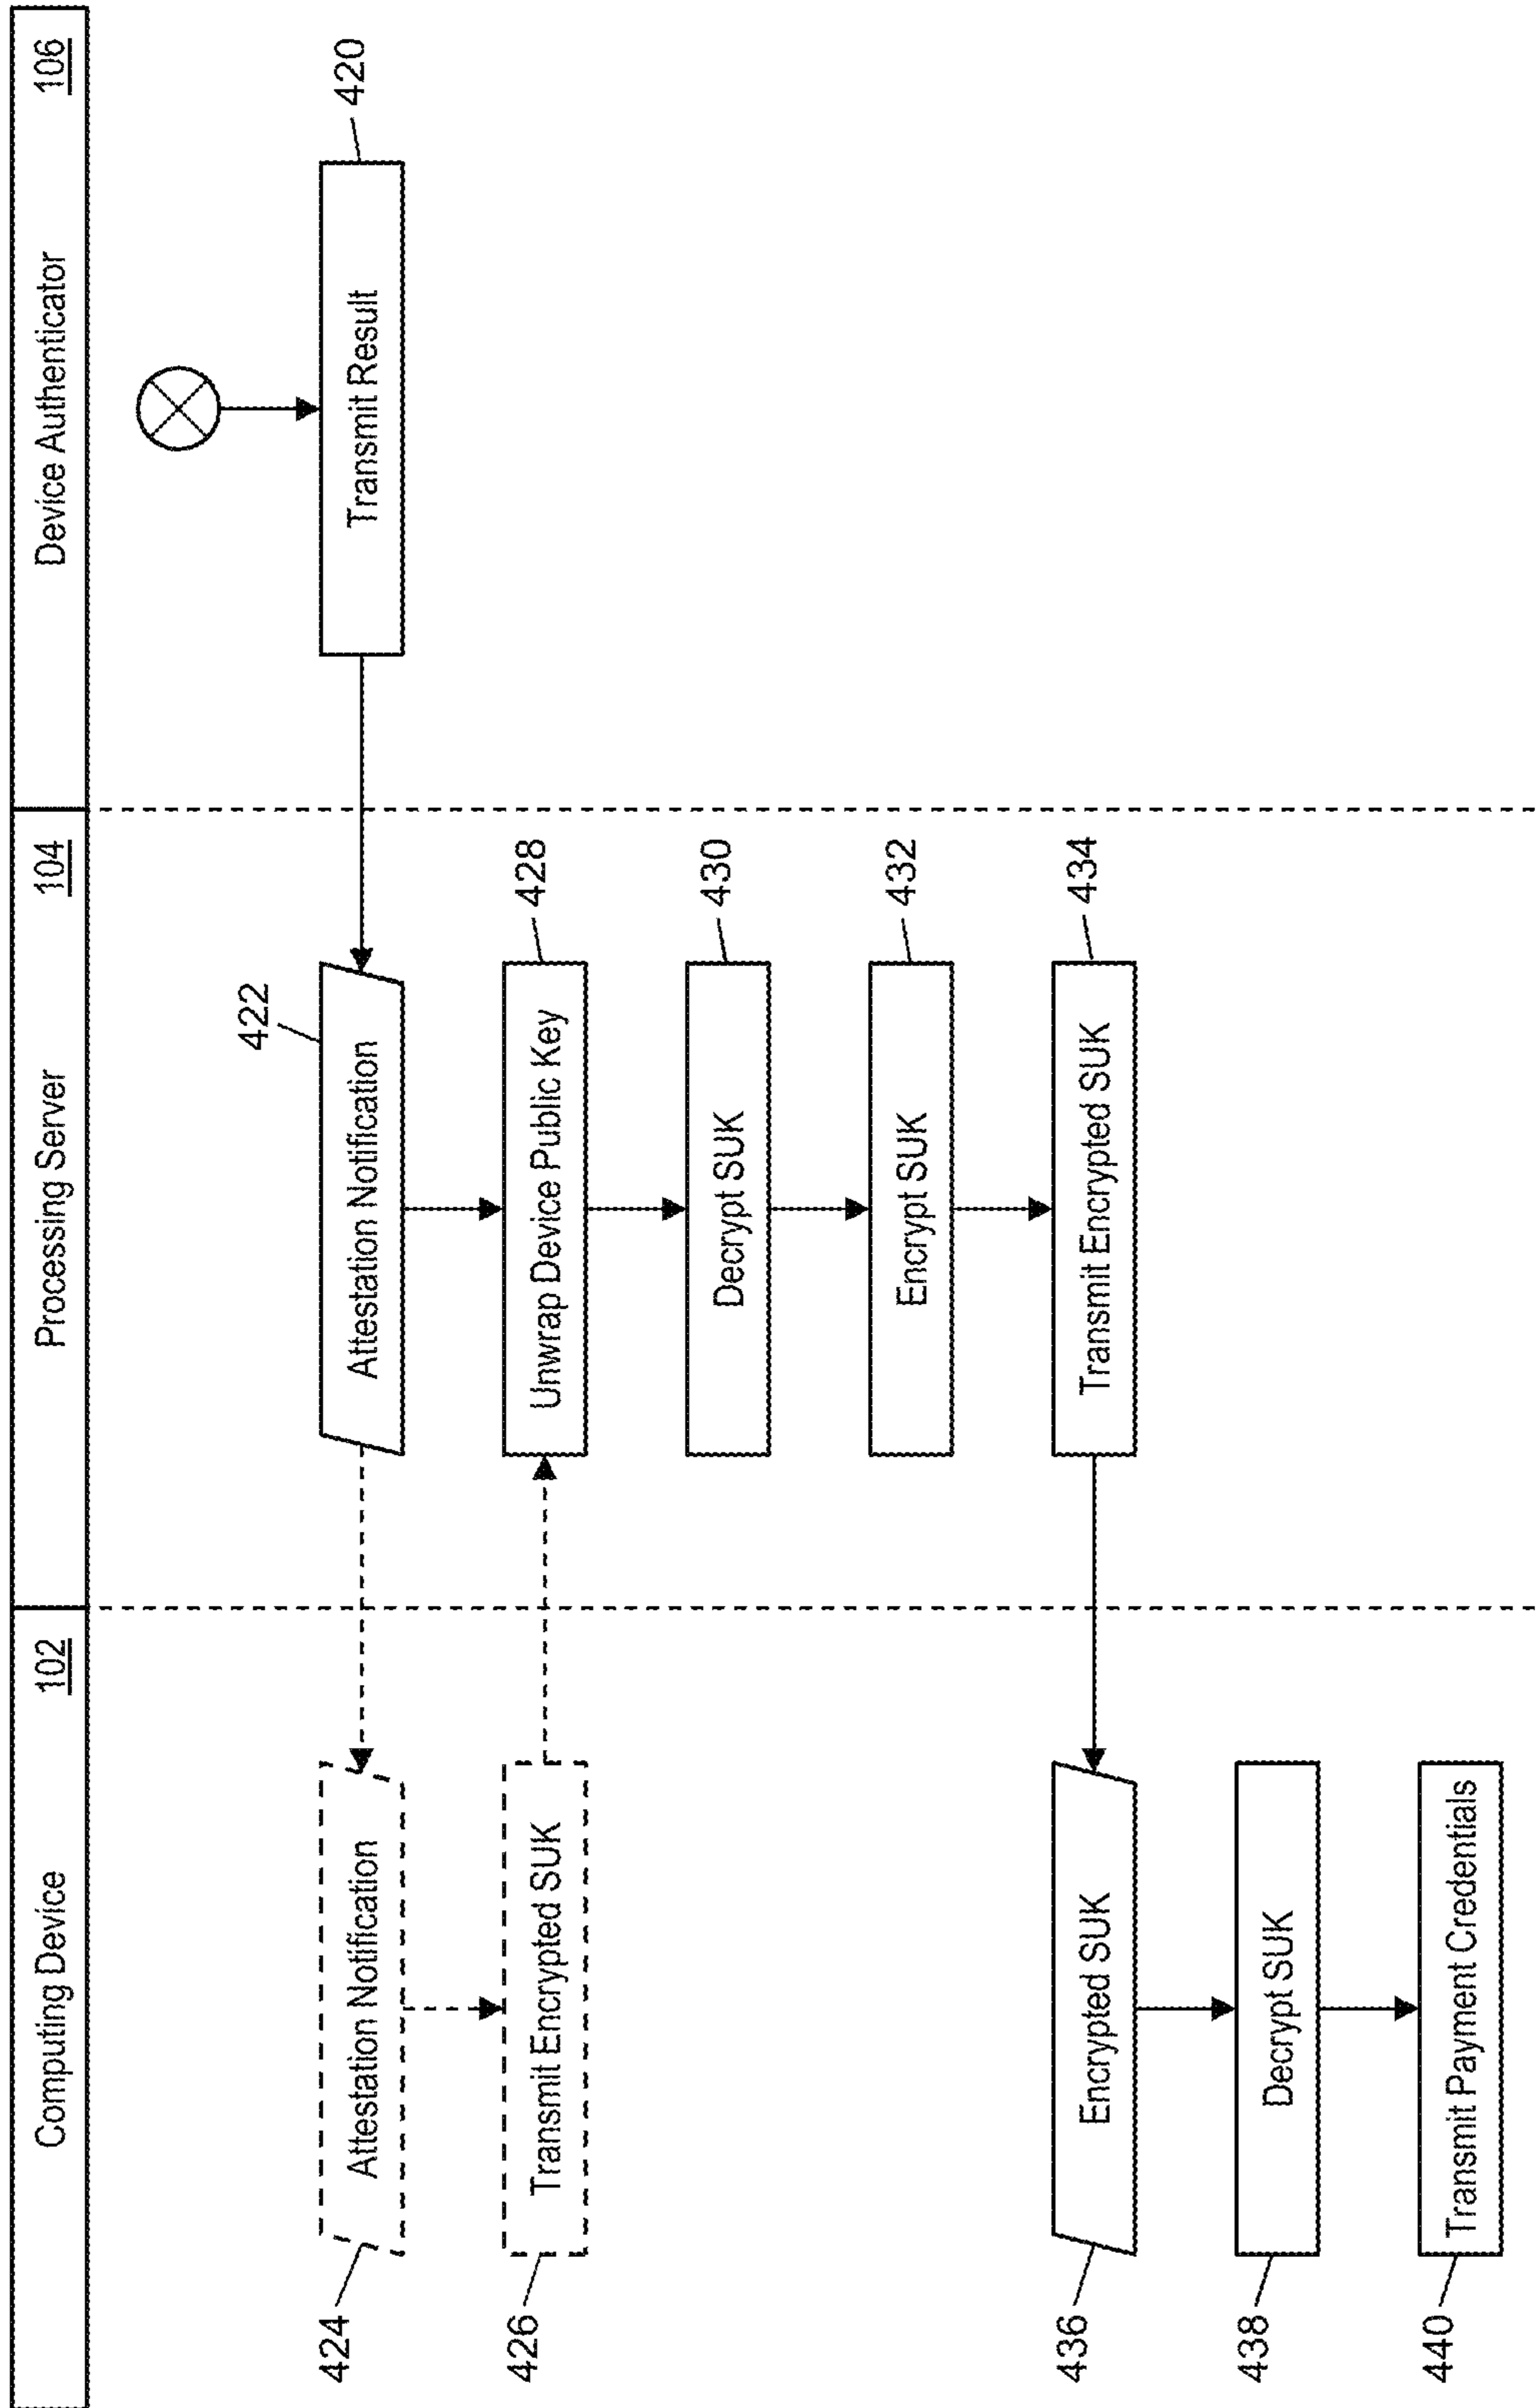 Computing Device 102
Processing Server 104
Device Authenticator 106
Transmit Result
420
Attestation Notification
422
Attestation Notification
424
Transmit Encrypted SUK
426
Unwrap Device Public Key
428
Decrypt SUK
430
Encrypt SUK
432
Transmit Encrypted SUK
434
Encrypted SUK
436
Decrypt SUK
438
Transmit Payment Credentials
440